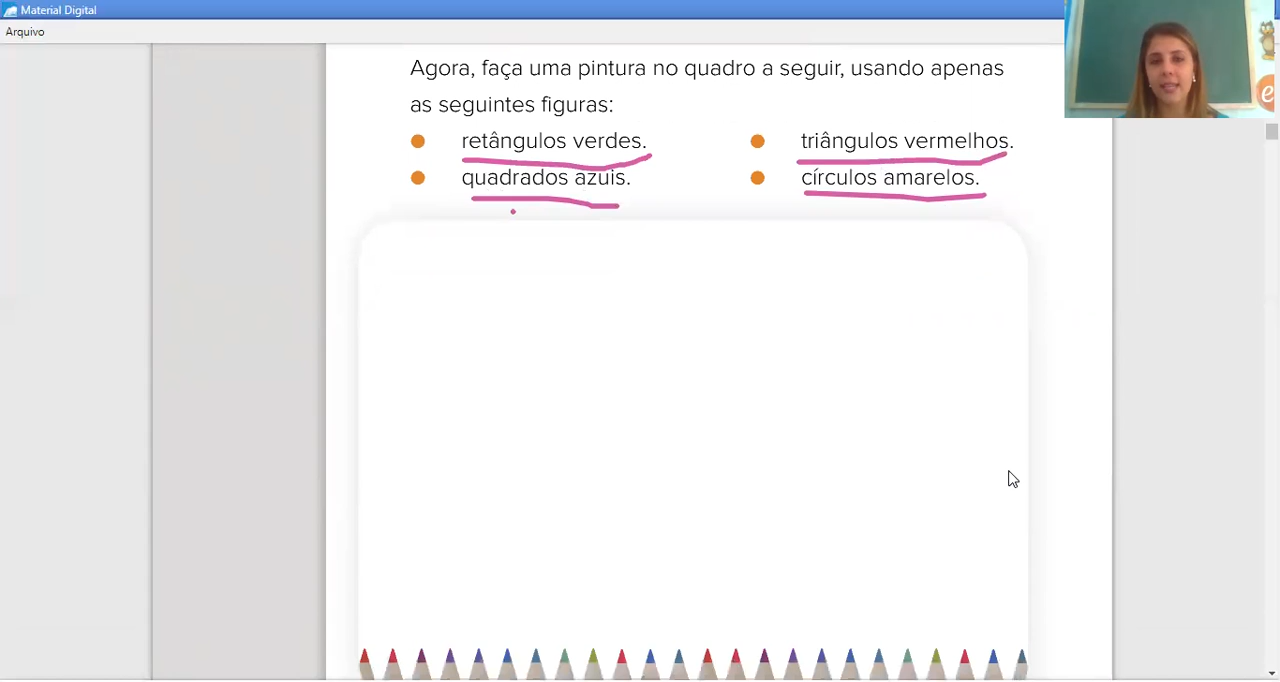 Material Digital
Arquivo
Agora, faça uma pintura no quadro a seguir, usando apenas
as seguintes figuras:
retângulos verdes.
triângulos vermelhos.
quadrados azuis.
círculos amarelos.
e